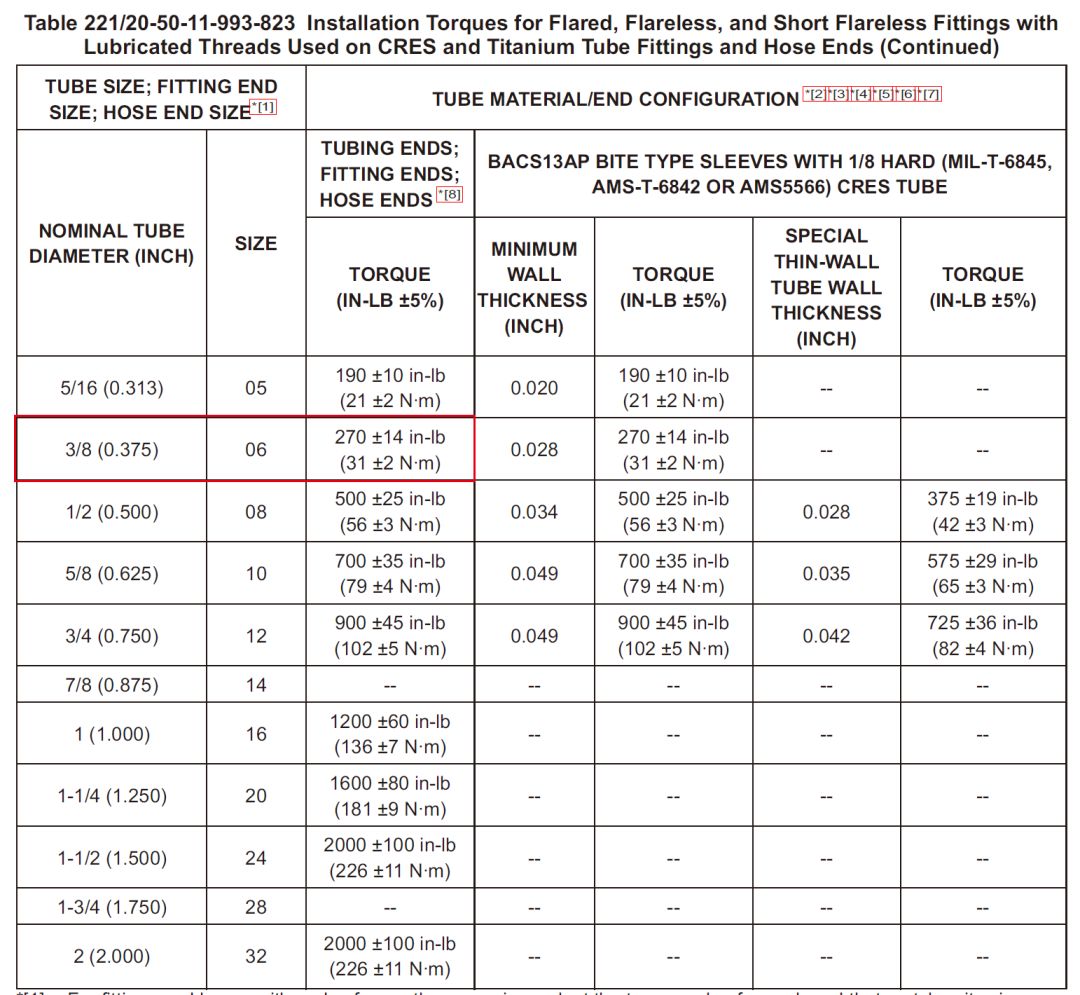 Table 221/20-50-11-993-823 Installation Torques for Flared, Flareless, and Short Flareless Fittings with
Lubricated Threads Used on CRES and Titanium Tube Fittings and Hose Ends (Continued)
TUBE SIZE; FITTING END
SIZE; HOSE END SIZE*[1]
TUBE MATERIAL/END CONFIGURATION *[2]*[3]*[4]*[5]*[6]*[7]
NOMINAL TUBE
DIAMETER (INCH)
SIZE
TUBING ENDS;
FITTING ENDS;
HOSE ENDS *[8]
BACS13AP BITE TYPE SLEEVES WITH 1/8 HARD (MIL-T-6845,
AMS-T-6842 OR AMS5566) CRES TUBE
TORQUE
(IN-LB ±5%)
MINIMUM
WALL
THICKNESS
(INCH)
TORQUE
(IN-LB ±5%)
SPECIAL
THIN-WALL
TUBE WALL
THICKNESS
(INCH)
TORQUE
(IN-LB ±5%)
5/16 (0.313) 05 190 ±10 in-lb 0.020 190 ±10 in-lb -- --
(21 ±2 N·m) (21 ±2 N·m)
3/8 (0.375) 06 270 ±14 in-lb 0.028 270 ±14 in-lb -- --
(31 ±2 N·m) (31 ±2 N·m)
1/2 (0.500) 08 500 ±25 in-lb 0.034 500 ±25 in-lb 0.028 375 ±19 in-lb
(56 ±3 N·m) (56 ±3 N·m) (42 ±3 N·m)
5/8 (0.625) 10 700 ±35 in-lb 0.049 700 ±35 in-lb 0.035 575 ±29 in-lb
(79 ±4 N·m) (79 ±4 N·m) (65 ±3 N·m)
3/4 (0.750) 12 900 ±45 in-lb 0.049 900 ±45 in-lb 0.042 725 ±36 in-lb
(102 ±5 N·m) (102 ±5 N·m) (82 ±4 N·m)
7/8 (0.875) 14 -- -- -- -- --
1 (1.000) 16 1200 ±60 in-lb -- -- -- --
(136 ±7 N·m)
1-1/4 (1.250) 20 1600 ±80 in-lb -- -- -- --
(181 ±9 N·m)
1-1/2 (1.500) 24 2000 ±100 in-lb -- -- -- --
(226 ±11 N·m)
1-3/4 (1.750) 28 -- -- -- -- --
2 (2.000) 32 2000 ±100 in-lb -- -- -- --
(226 ±11 N·m)